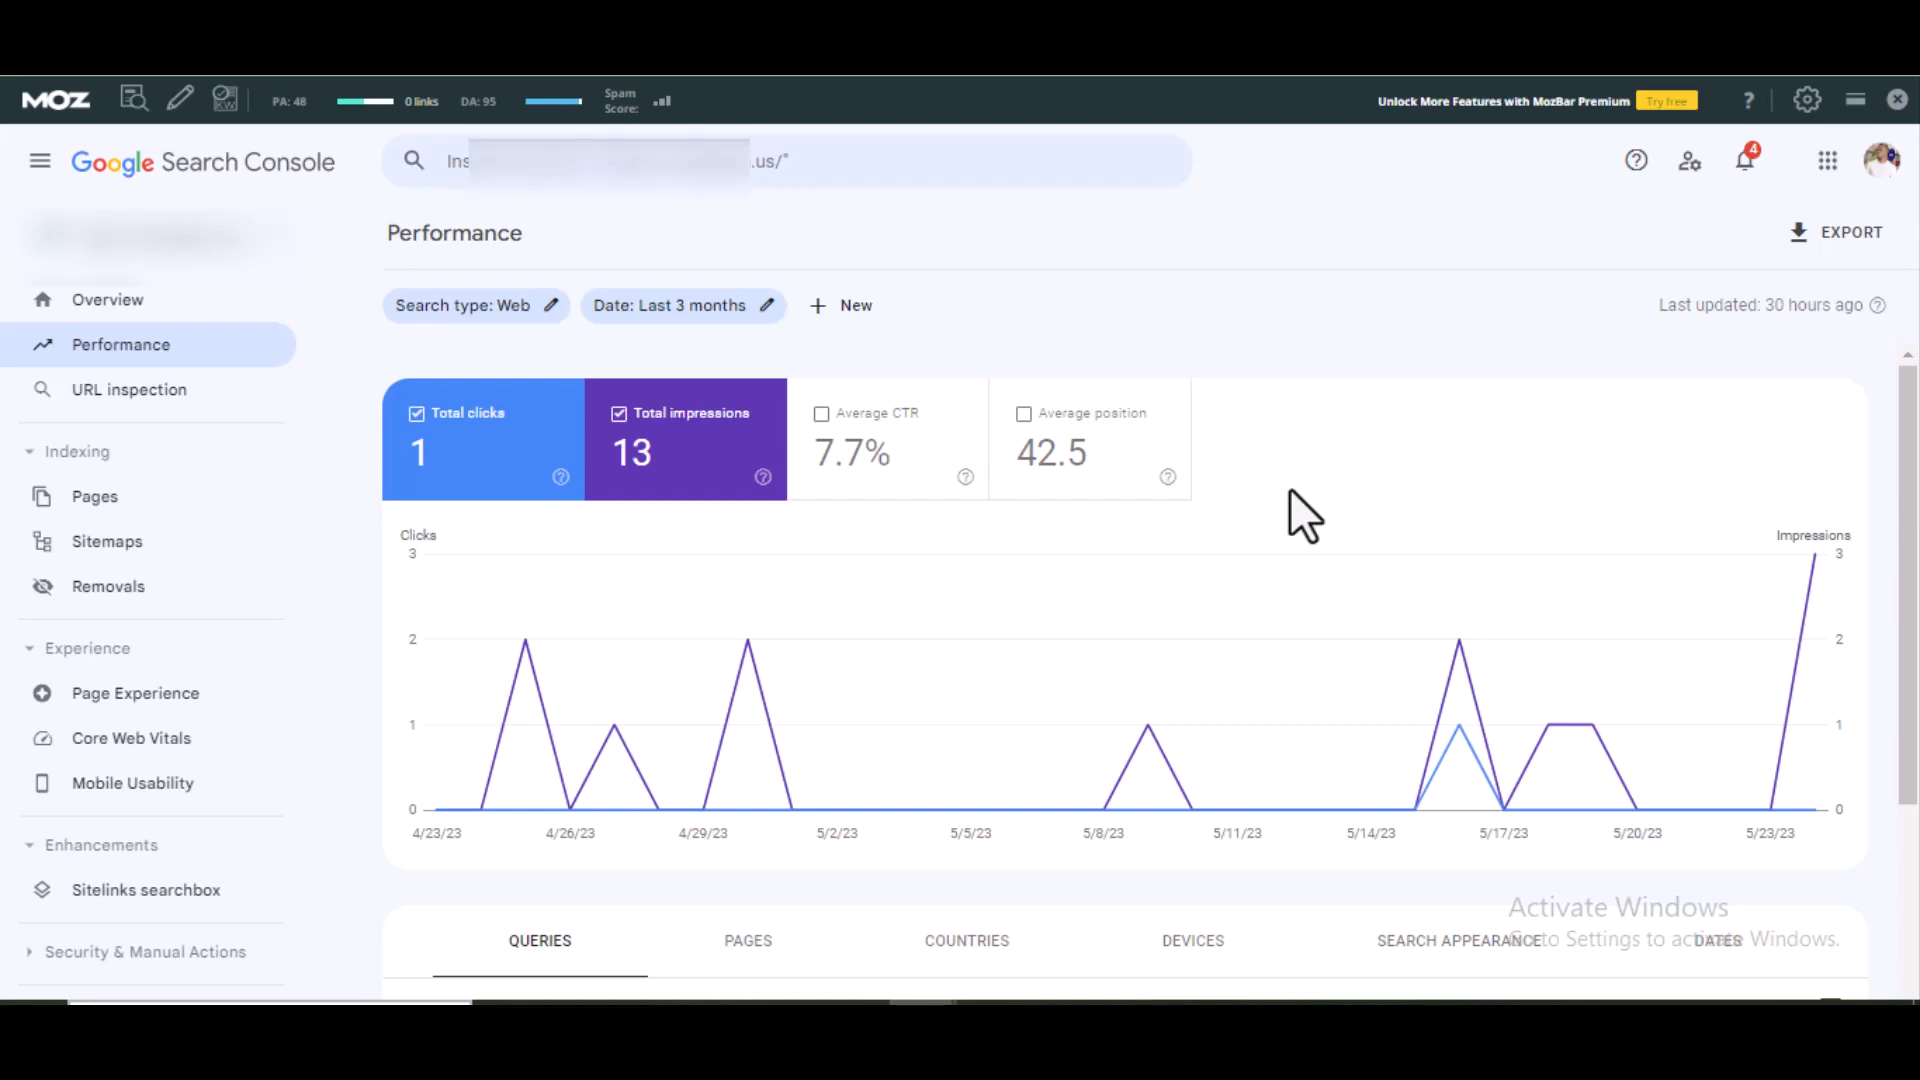 MOZ
KW
PA: 48
0 links
DA: 95
Spam
Score:
Unlock More Features with MozBar Premium
Try free
?
Google Search Console
Ins
.us/"
4
Performance
EXPORT
Overview
Performance
URL inspection
Indexing
Pages
Sitemaps
Removals
Experience
Page Experience
Core Web Vitals
Mobile Usability
Enhancements
Sitelinks searchbox
Security & Manual Actions
Search type: Web
Date: Last 3 months
+ New
Last updated: 30 hours ago
Total clicks
1
Total impressions
13
Average CTR
7.7%
Average position
42.5
Clicks
Impressions
3
3
2
2
1
1
0
0
4/23/23
4/26/23
4/29/23
5/2/23
5/5/23
5/8/23
5/11/23
5/14/23
5/17/23
5/20/23
5/23/23
Activate Windows
Go to Settings to activate Windows.
QUERIES
PAGES
COUNTRIES
DEVICES
SEARCH APPEARANCE
DATES